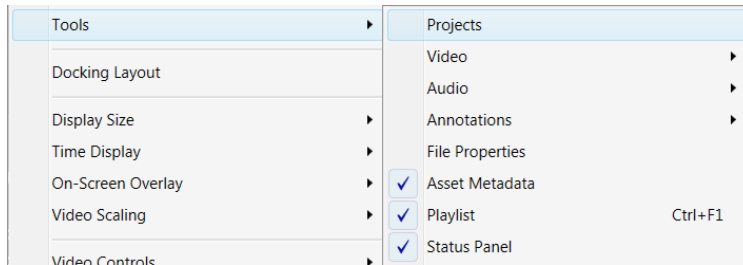 Tools
Docking Layout
Display Size
Time Display
On-Screen Overlay
Video Scaling
Video Controls
Projects
Video
Audio
Annotations
File Properties
Asset Metadata
Playlist Ctrl+F1
Status Panel